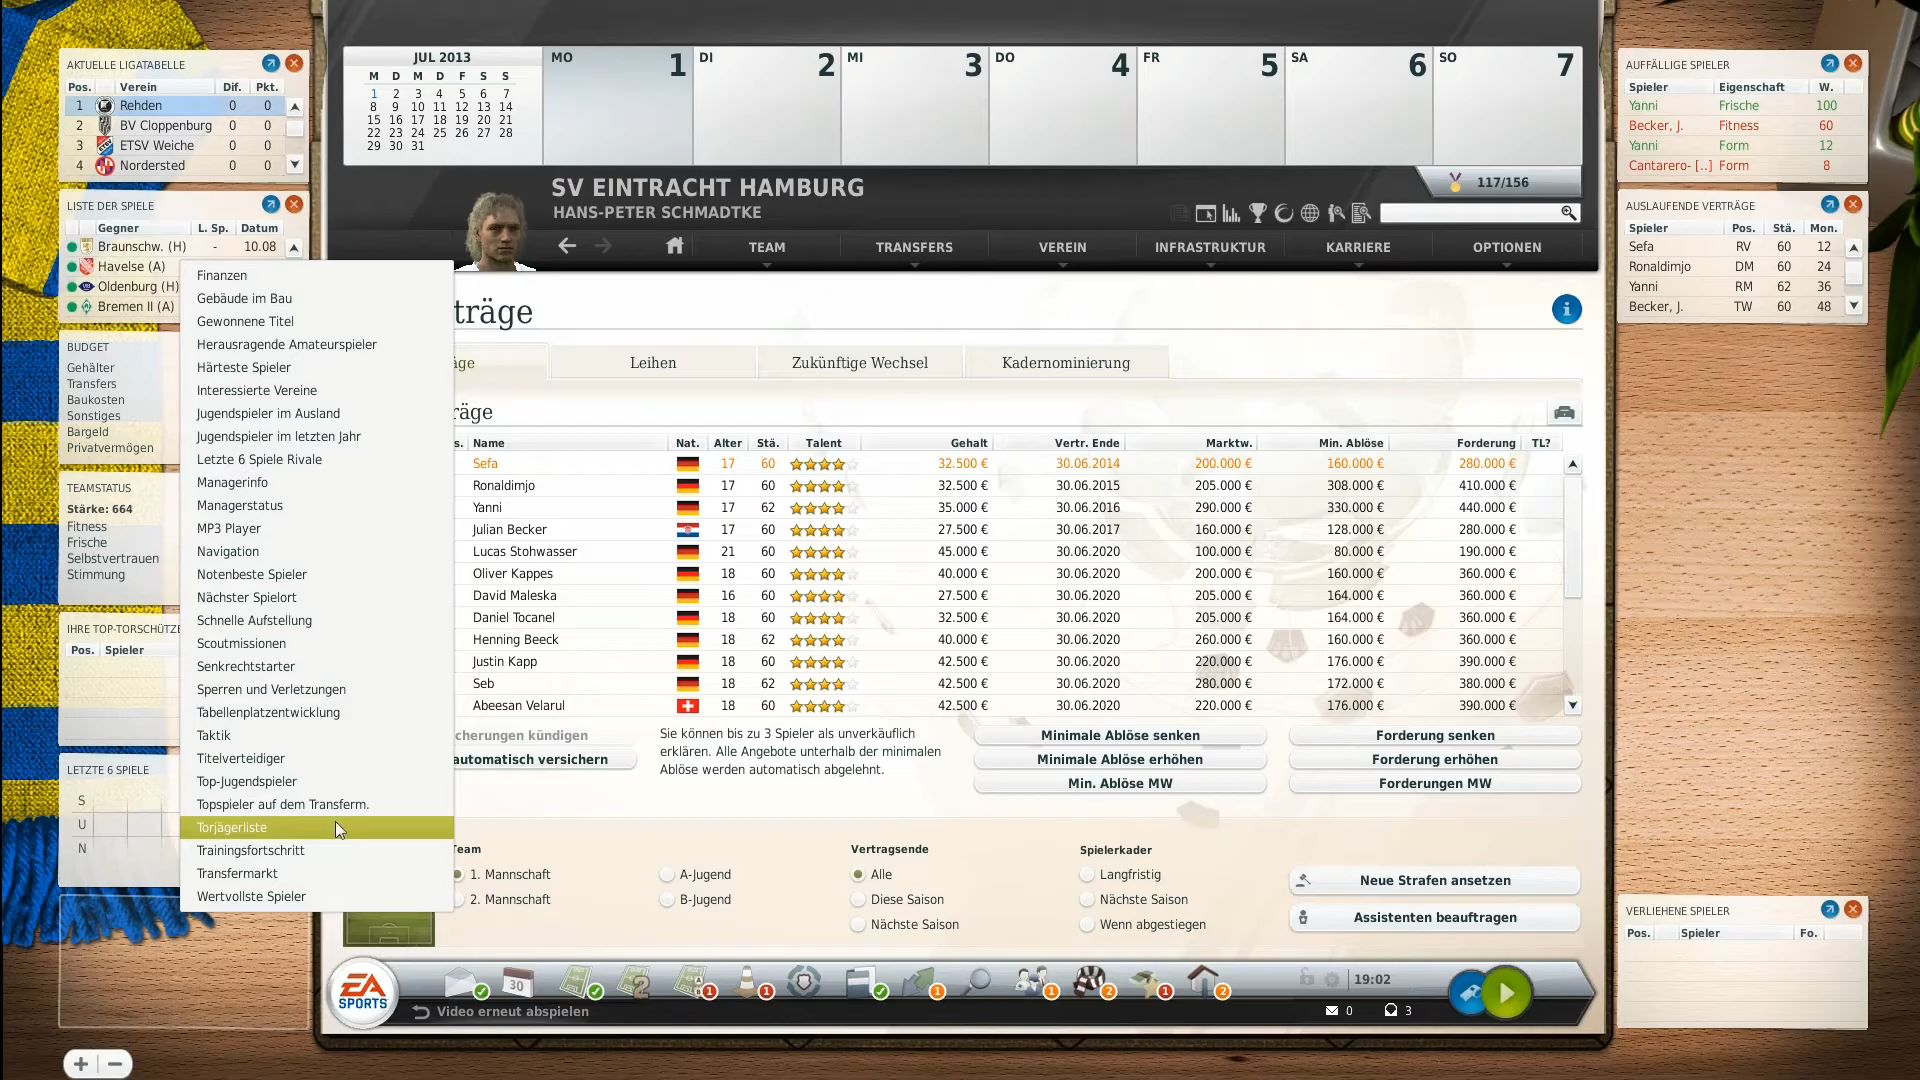 AKTUELLE LIGATABELLE
Pos. Verein Dif. Pkt.
1 Rehden 0 0
2 BV Cloppenburg 0 0
3 ETSV Weiche 0 0
4 Nordersted 0 0
LISTE DER SPIELE
Gegner L. Sp. Datum
Braunschw. (H) - 10.08
Havelse (A)
Oldenburg (H)
Bremen II (A)
BUDGET
Gehälter
Transfers
Baukosten
Sonstiges
Bargeld
Privatvermögen
TEAMSTATUS
Stärke: 664
Fitness
Frische
Selbstvertrauen
Stimmung
IHRE TOP-TORSCHÜTZE
Pos. Spieler
LETZTE 6 SPIELE
S
U
N
Finanzen
Gebäude im Bau
Gewonnene Titel
Herausragende Amateurspieler
Härteste Spieler
Interessierte Vereine
Jugendspieler im Ausland
Jugendspieler im letzten Jahr
Letzte 6 Spiele Rivale
Managerinfo
Managerstatus
MP3 Player
Navigation
Notenbeste Spieler
Nächster Spielort
Schnelle Aufstellung
Scoutmissionen
Senkrechtstarter
Sperren und Verletzungen
Tabellenplatzentwicklung
Taktik
Titelverteidiger
Top-Jugendspieler
Topspieler auf dem Transferm.
Torjägerliste
Trainingsfortschritt
Transfermarkt
Wertvollste Spieler
JUL 2013
M D M D F S S
1 2 3 4 5 6 7
8 9 10 11 12 13 14
15 16 17 18 19 20 21
22 23 24 25 26 27 28
29 30 31
MO 1 DI 2 MI 3 DO 4 FR 5 SA 6 SO 7
SV EINTRACHT HAMBURG
HANS-PETER SCHMADTKE
117/156
TEAM TRANSFERS VEREIN INFRASTRUKTUR KARRIERE OPTIONEN
träge
i
äge Leihen Zukünftige Wechsel Kadernominierung
räge
s. Name Nat. Alter Stä. Talent Gehalt Vertr. Ende Marktw. Min. Ablöse Forderung TL?
Sefa 17 60 32.500 € 30.06.2014 200.000 € 160.000 € 280.000 €
Ronaldimjo 17 60 32.500 € 30.06.2015 205.000 € 308.000 € 410.000 €
Yanni 17 62 35.000 € 30.06.2016 290.000 € 330.000 € 440.000 €
Julian Becker 17 60 27.500 € 30.06.2017 160.000 € 128.000 € 280.000 €
Lucas Stohwasser 21 60 45.000 € 30.06.2020 100.000 € 80.000 € 190.000 €
Oliver Kappes 18 60 40.000 € 30.06.2020 200.000 € 160.000 € 360.000 €
David Maleska 16 60 27.500 € 30.06.2020 205.000 € 164.000 € 360.000 €
Daniel Tocanel 18 60 32.500 € 30.06.2020 205.000 € 164.000 € 360.000 €
Henning Beeck 18 62 40.000 € 30.06.2020 260.000 € 160.000 € 360.000 €
Justin Kapp 18 60 42.500 € 30.06.2020 220.000 € 176.000 € 390.000 €
Seb 18 62 42.500 € 30.06.2020 280.000 € 172.000 € 380.000 €
Abeesan Velarul 18 60 42.500 € 30.06.2020 220.000 € 176.000 € 390.000 €
cherungen kündigen
automatisch versichern
Sie können bis zu 3 Spieler als unverkäuflich
erklären. Alle Angebote unterhalb der minimalen
Ablöse werden automatisch abgelehnt.
Minimale Ablöse senken
Minimale Ablöse erhöhen
Min. Ablöse MW
Forderung senken
Forderung erhöhen
Forderungen MW
Team
1. Mannschaft A-Jugend
2. Mannschaft B-Jugend
Vertragsende
Alle
Diese Saison
Nächste Saison
Spielerkader
Langfristig
Nächste Saison
Wenn abgestiegen
Neue Strafen ansetzen
Assistenten beauftragen
EA SPORTS
30 2 1 1 1 1 2 1 2
19:02
Video erneut abspielen
0 3
AUFFÄLLIGE SPIELER
Spieler Eigenschaft W.
Yanni Frische 100
Becker, J. Fitness 60
Yanni Form 12
Cantarero- [..] Form 8
AUSLAUFENDE VERTRÄGE
Spieler Pos. Stä. Mon.
Sefa RV 60 12
Ronaldimjo DM 60 24
Yanni RM 62 36
Becker, J. TW 60 48
VERLIEHENE SPIELER
Pos. Spieler Fo.